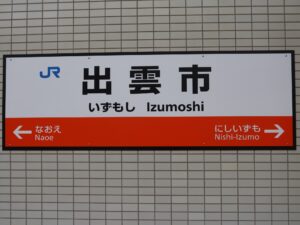 JR 出雲市
いずもし Izumoshi
← なおえ にしいずも →
Naoe Nishi-Izumo